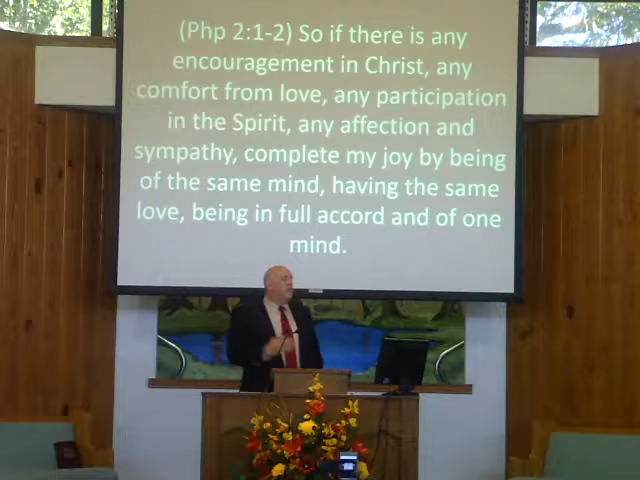 (Php 2:1-2) So if there is any
encouragement in Christ, any
comfort from love, any participation
in the Spirit, any affection and
sympathy, complete my joy by being
of the same mind, having the same
love, being in full accord and of one
mind.